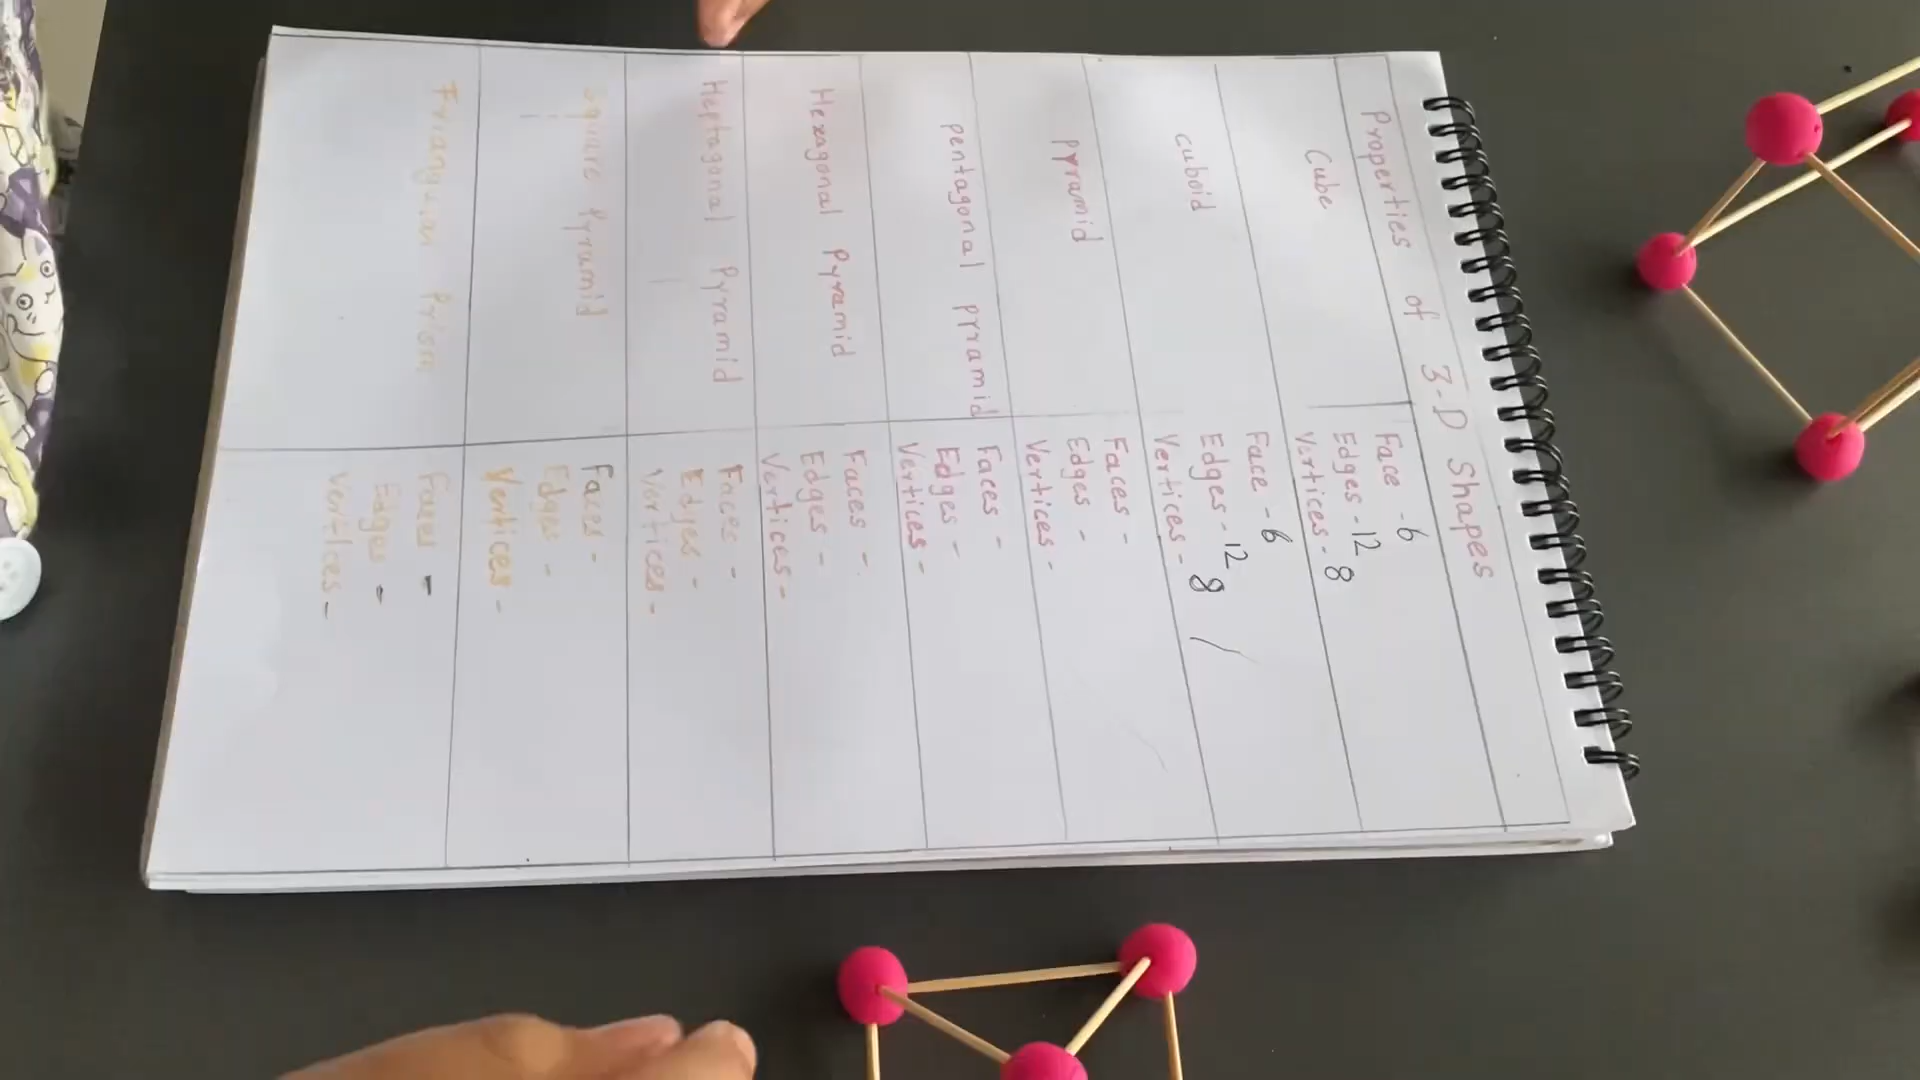 Properties of 3-D Shapes
Cube
Face - 6
Edges - 12
Vertices - 8
Cuboid
Face - 6
Edges - 12
Vertices - 8
Pyramid
Faces -
Edges -
Vertices -
Pentagonal Pyramid
Faces -
Edges -
Vertices -
Hexagonal Pyramid
Faces -
Edges -
Vertices -
Heptagonal Pyramid
Faces -
Edges -
Vertices -
Square Pyramid
Faces -
Edges -
Vertices -
Triangular Prism
Faces -
Edges -
Vertices -